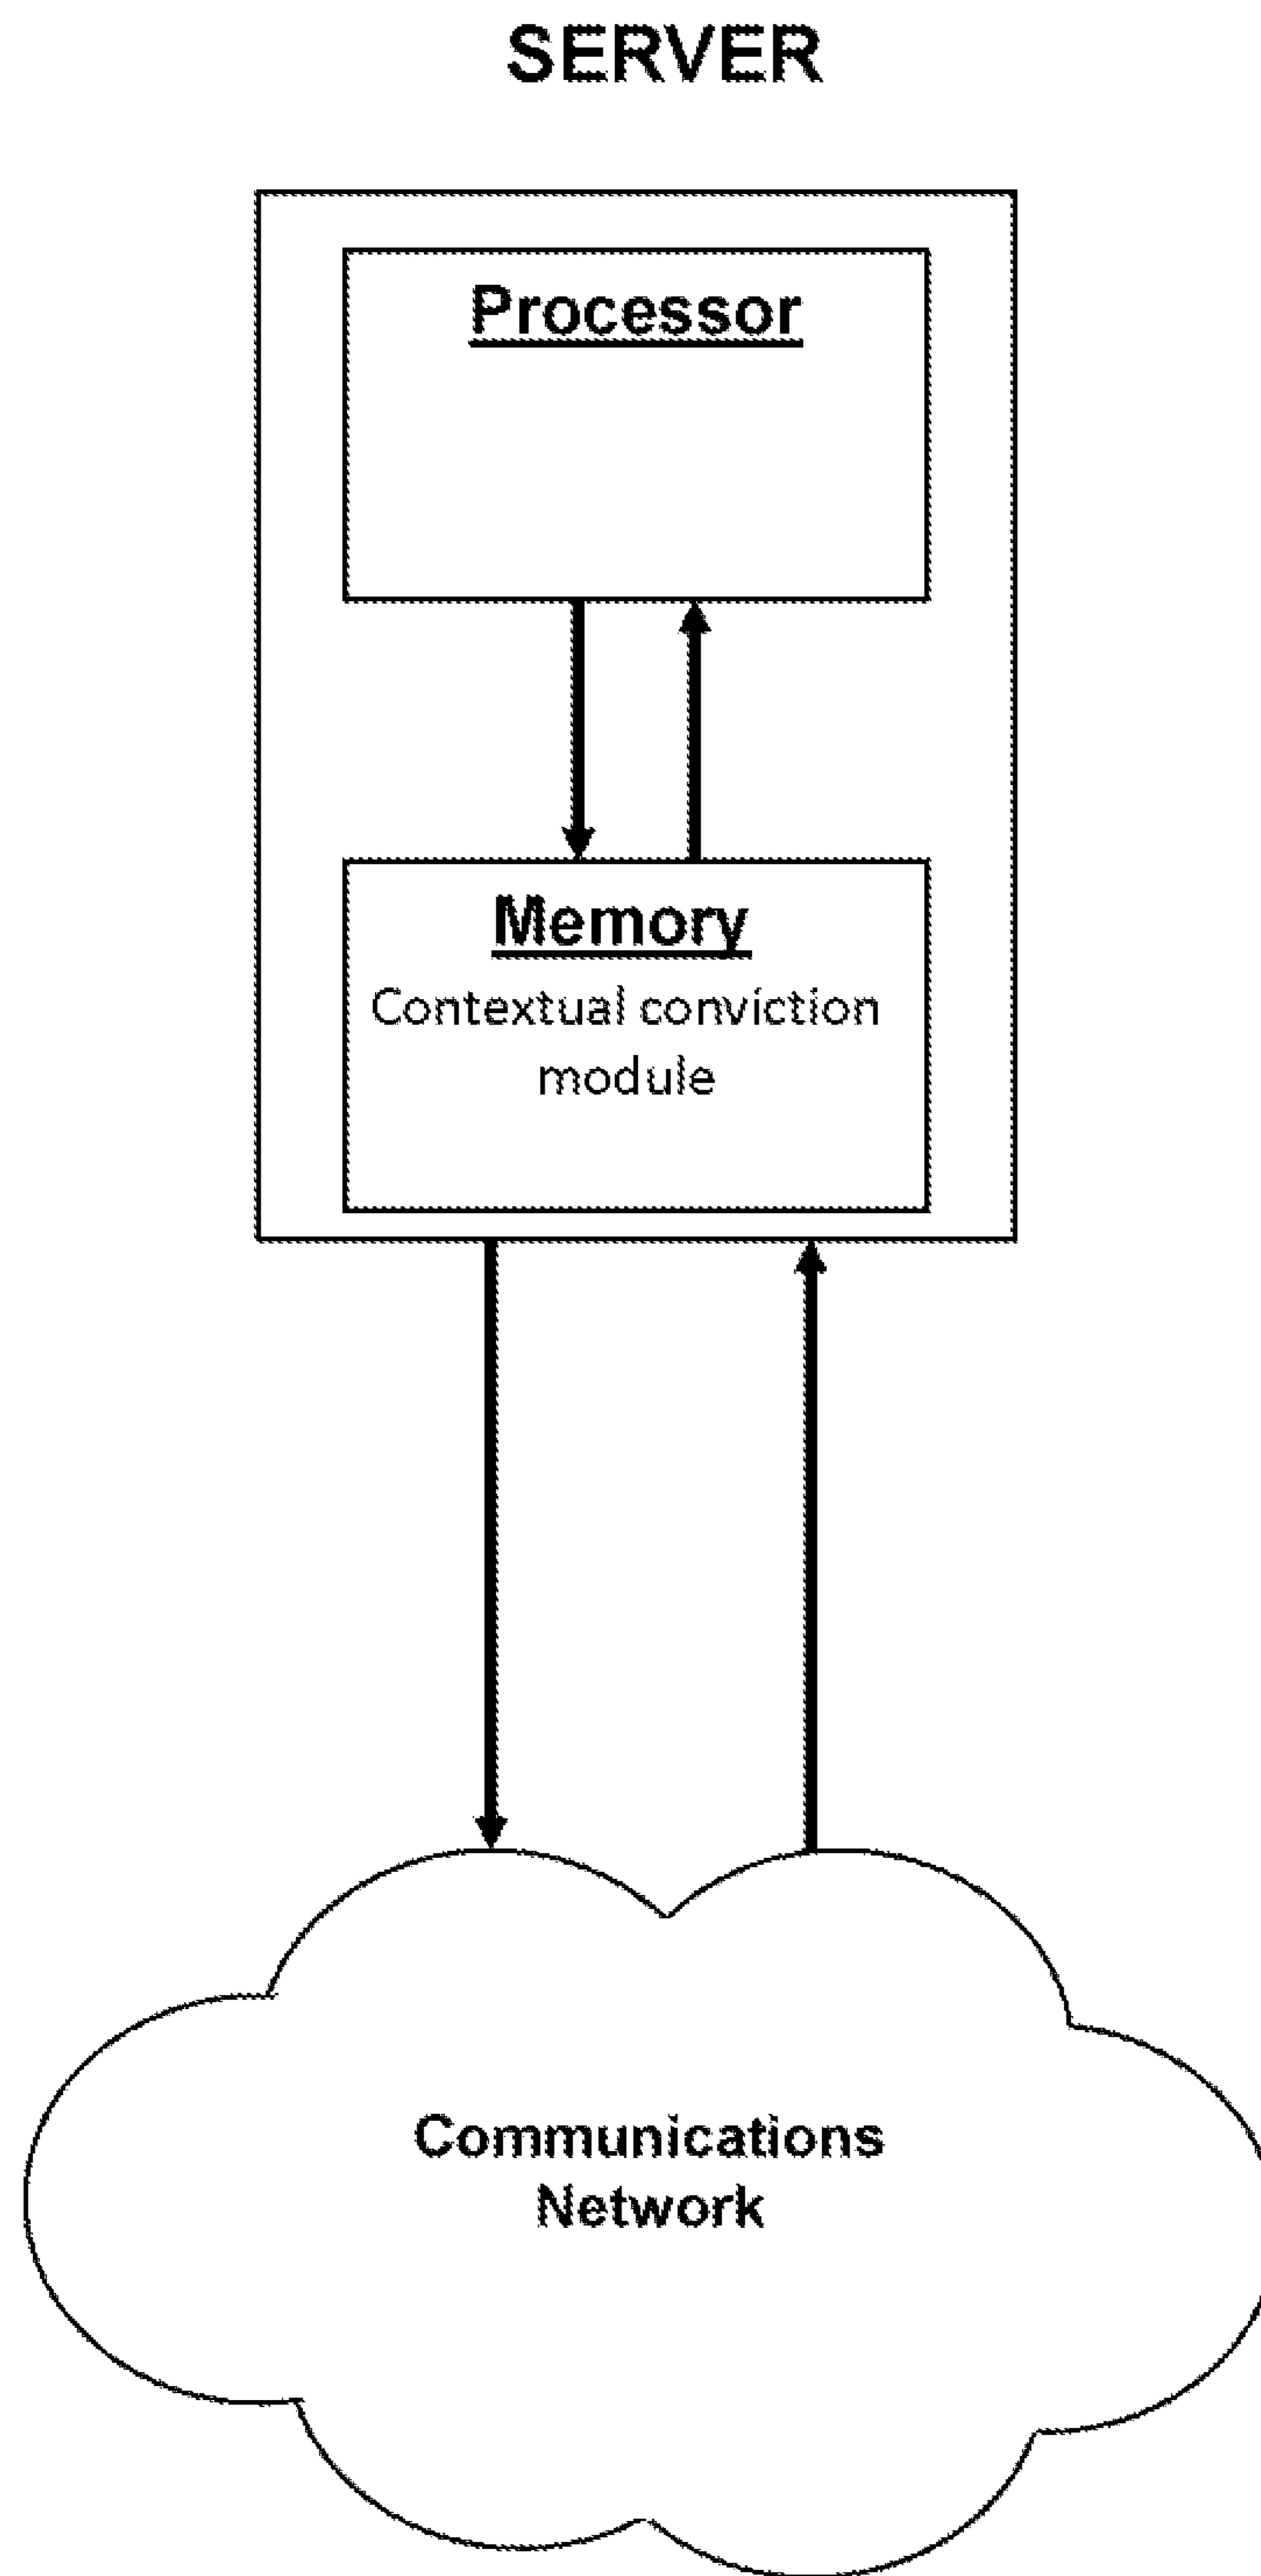 SERVER
Processor
Memory
Contextual conviction
module
Communications
Network